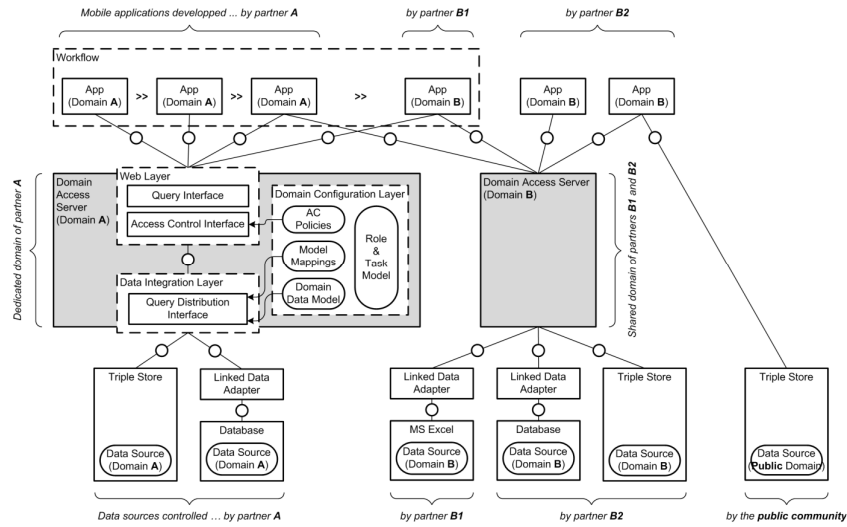 Mobile applications developped ... by partner A
by partner B1
by partner B2
Workflow
App
(Domain A)
>>
App
(Domain A)
>>
App
(Domain A)
>>
App
(Domain B)
App
(Domain B)
App
(Domain B)
Dedicated domain of partner A
Domain
Access
Server
(Domain A)
Web Layer
Query Interface
Access Control Interface
Data Integration Layer
Query Distribution
Interface
Domain Configuration Layer
AC
Policies
Model
Mappings
Domain
Data Model
Role
&
Task
Model
Domain Access Server
(Domain B)
Shared domain of partners B1 and B2
Triple Store
Data Source
(Domain A)
Linked Data
Adapter
Database
Data Source
(Domain A)
Linked Data
Adapter
MS Excel
Data Source
(Domain B)
Linked Data
Adapter
Database
Data Source
(Domain B)
Triple Store
Data Source
(Domain B)
Triple Store
Data Source
(Public Domain)
Data sources controlled ... by partner A
by partner B1
by partner B2
by the public community